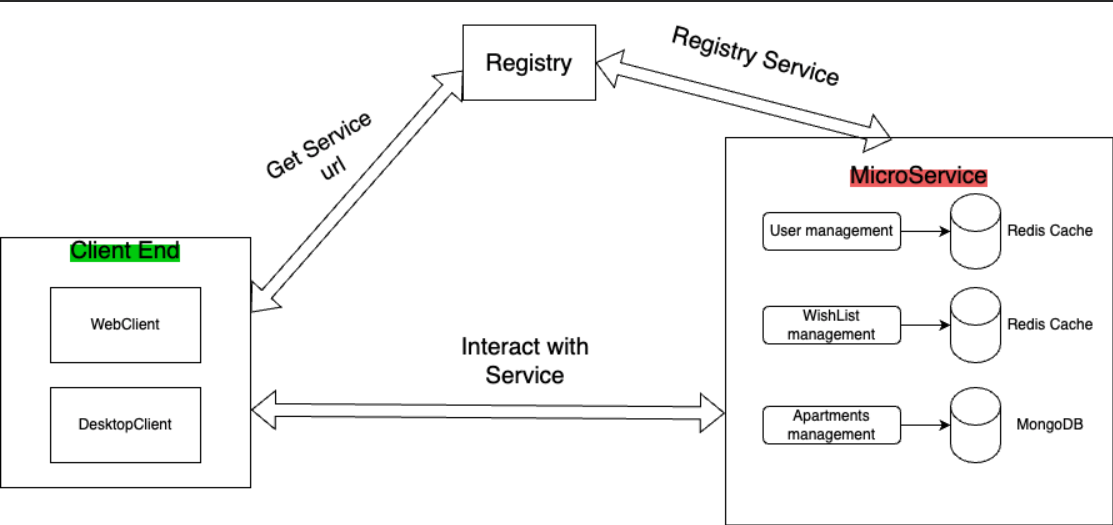 Registry
Registry Service
Get Service
url
MicroService
User management
Redis Cache
Client End
WebClient
WishList
management
Redis Cache
Interact with
Service
DesktopClient
Apartments
management
MongoDB